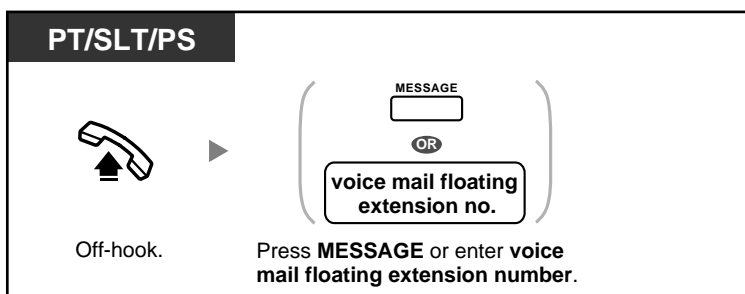 PT/SLT/PS
MESSAGE
OR
voice mail floating
extension no.
Off-hook.
Press MESSAGE or enter voice
mail floating extension number.